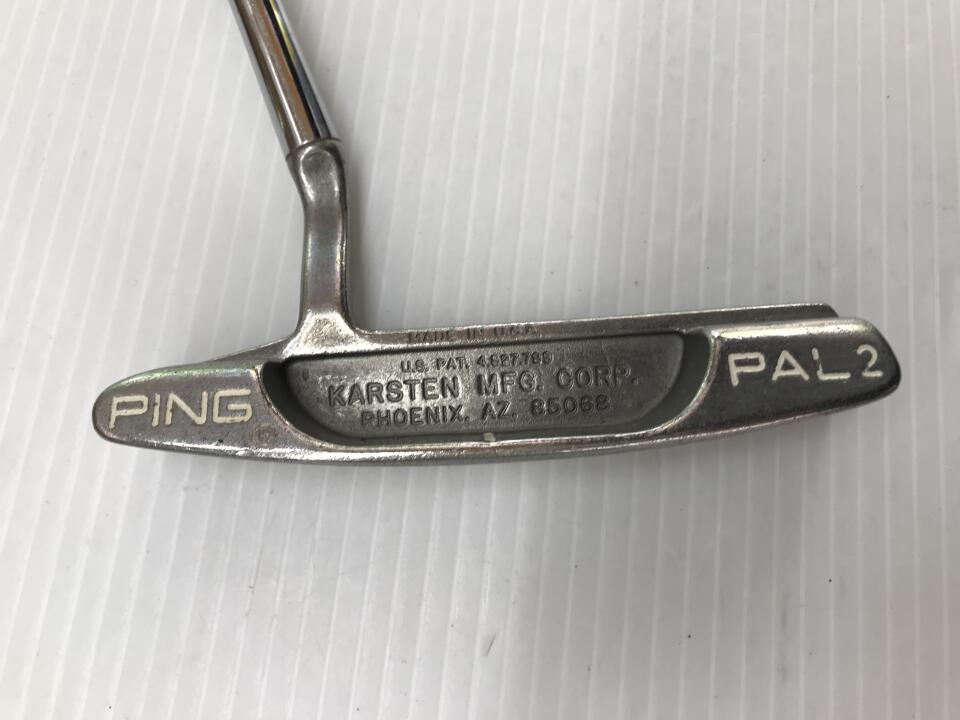 MADE IN U.S.A.
U.S. PAT. 4,627,769
KARSTEN MFG. CORP.
PHOENIX, AZ. 85068
PING ®
PAL 2